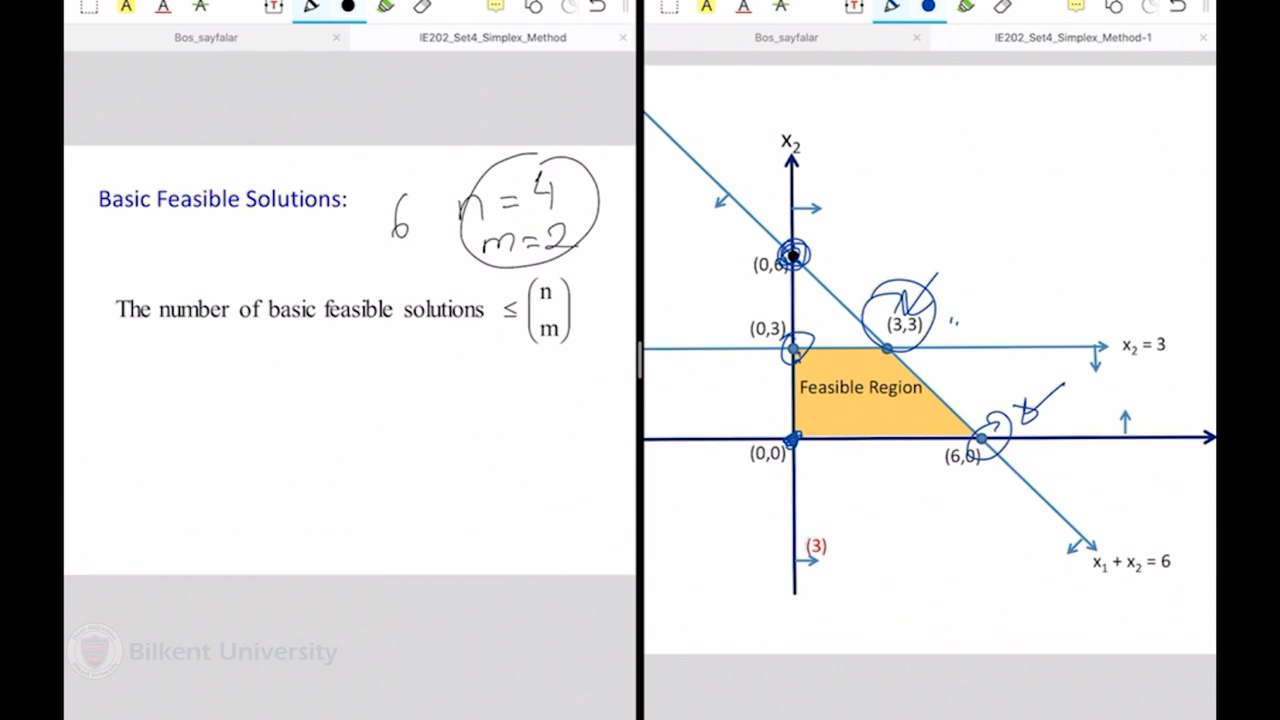 Bos_sayfalar
IE202_Set4_Simplex_Method
Basic Feasible Solutions:
6
n = 4
m = 2
The number of basic feasible solutions ≤ (n m)
Bilkent University
Bos_sayfalar
IE202_Set4_Simplex_Method-1
x₂
(0,6)
(0,3)
(3,3)
x₂ = 3
Feasible Region
(0,0)
(6,0)
(3)
x₁ + x₂ = 6